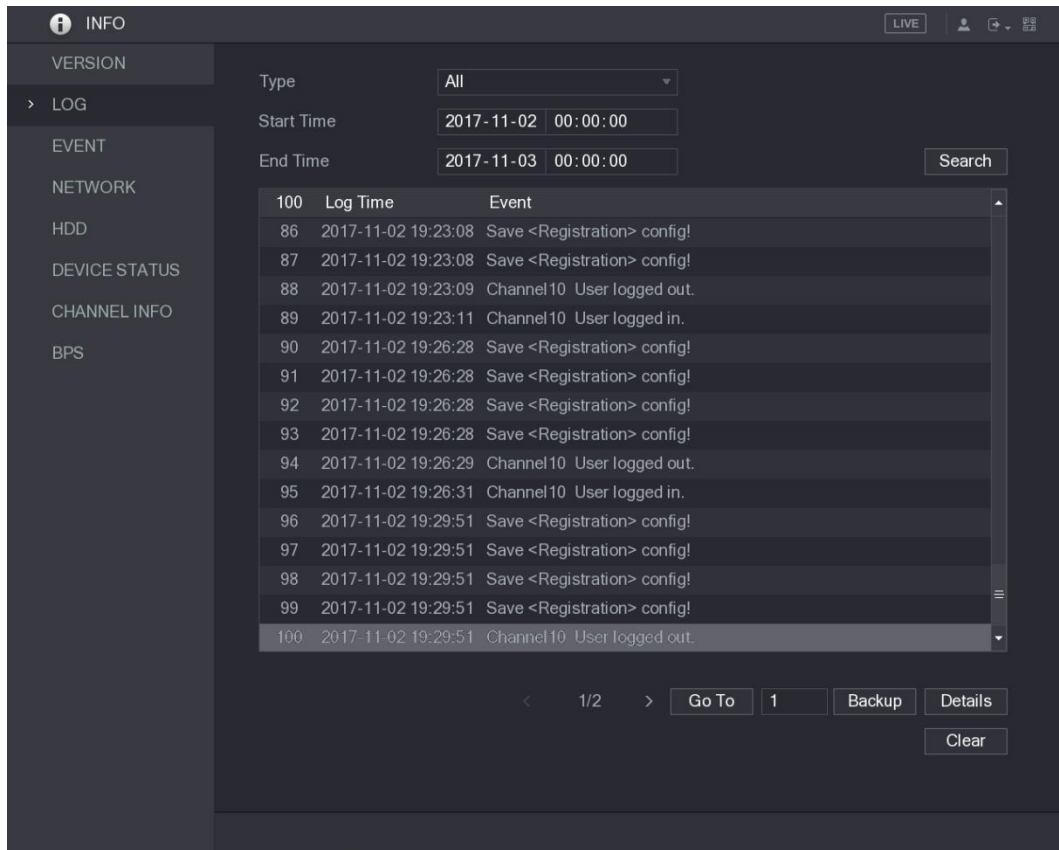 INFO
LIVE
VERSION
LOG
EVENT
NETWORK
HDD
DEVICE STATUS
CHANNEL INFO
BPS
Type All
Start Time 2017-11-02 00:00:00
End Time 2017-11-03 00:00:00
Search
100 Log Time Event
86 2017-11-02 19:23:08 Save <Registration> config!
87 2017-11-02 19:23:08 Save <Registration> config!
88 2017-11-02 19:23:09 Channel10 User logged out.
89 2017-11-02 19:23:11 Channel10 User logged in.
90 2017-11-02 19:26:28 Save <Registration> config!
91 2017-11-02 19:26:28 Save <Registration> config!
92 2017-11-02 19:26:28 Save <Registration> config!
93 2017-11-02 19:26:28 Save <Registration> config!
94 2017-11-02 19:26:29 Channel10 User logged out.
95 2017-11-02 19:26:31 Channel10 User logged in.
96 2017-11-02 19:29:51 Save <Registration> config!
97 2017-11-02 19:29:51 Save <Registration> config!
98 2017-11-02 19:29:51 Save <Registration> config!
99 2017-11-02 19:29:51 Save <Registration> config!
100 2017-11-02 19:29:51 Channel10 User logged out.
< 1/2 > Go To 1 Backup Details
Clear